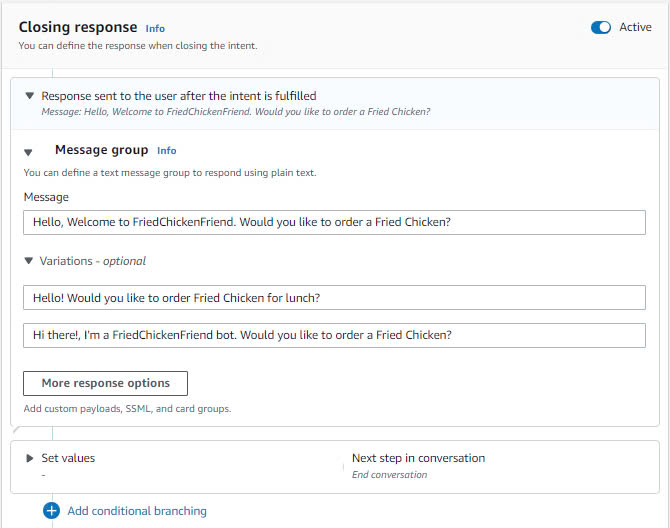 Closing response Info
Active
You can define the response when closing the intent.
Response sent to the user after the intent is fulfilled
Message: Hello, Welcome to FriedChickenFriend. Would you like to order a Fried Chicken?
Message group Info
You can define a text message group to respond using plain text.
Message
Hello, Welcome to FriedChickenFriend. Would you like to order a Fried Chicken?
Variations - optional
Hello! Would you like to order Fried Chicken for lunch?
Hi there!, I'm a FriedChickenFriend bot. Would you like to order a Fried Chicken?
More response options
Add custom payloads, SSML, and card groups.
Set values
-
Next step in conversation
End conversation
Add conditional branching